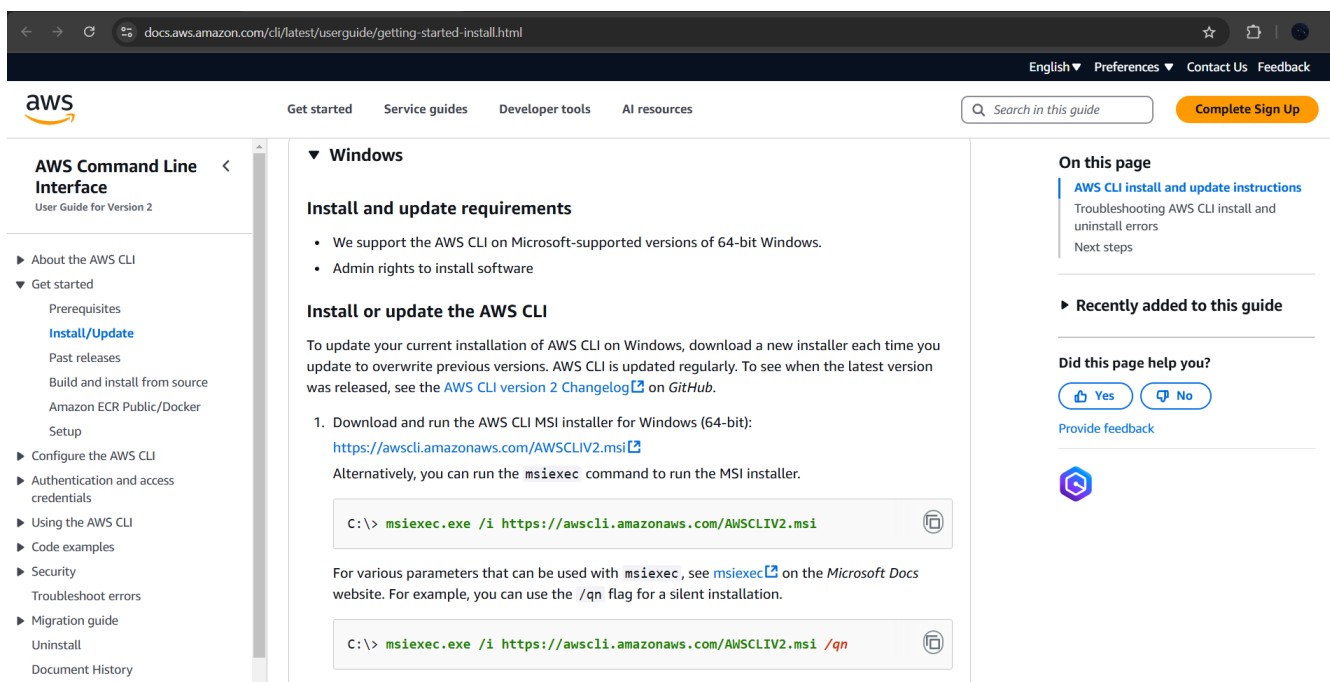 docs.aws.amazon.com/cli/latest/userguide/getting-started-install.html
English Preferences Contact Us Feedback
aws
Get started Service guides Developer tools AI resources
Search in this guide
Complete Sign Up
AWS Command Line
Interface
User Guide for Version 2
About the AWS CLI
Get started
Prerequisites
Install/Update
Past releases
Build and install from source
Amazon ECR Public/Docker
Setup
Configure the AWS CLI
Authentication and access
credentials
Using the AWS CLI
Code examples
Security
Troubleshoot errors
Migration guide
Uninstall
Document History
Windows
Install and update requirements
• We support the AWS CLI on Microsoft-supported versions of 64-bit Windows.
• Admin rights to install software
Install or update the AWS CLI
To update your current installation of AWS CLI on Windows, download a new installer each time you
update to overwrite previous versions. AWS CLI is updated regularly. To see when the latest version
was released, see the AWS CLI version 2 Changelog on GitHub.
1. Download and run the AWS CLI MSI installer for Windows (64-bit):
https://awscli.amazonaws.com/AWSCLIV2.msi
Alternatively, you can run the msiexec command to run the MSI installer.
C:\> msiexec.exe /i https://awscli.amazonaws.com/AWSCLIV2.msi
For various parameters that can be used with msiexec, see msiexec on the Microsoft Docs
website. For example, you can use the /qn flag for a silent installation.
C:\> msiexec.exe /i https://awscli.amazonaws.com/AWSCLIV2.msi /qn
On this page
AWS CLI install and update instructions
Troubleshooting AWS CLI install and
uninstall errors
Next steps
Recently added to this guide
Did this page help you?
Yes No
Provide feedback